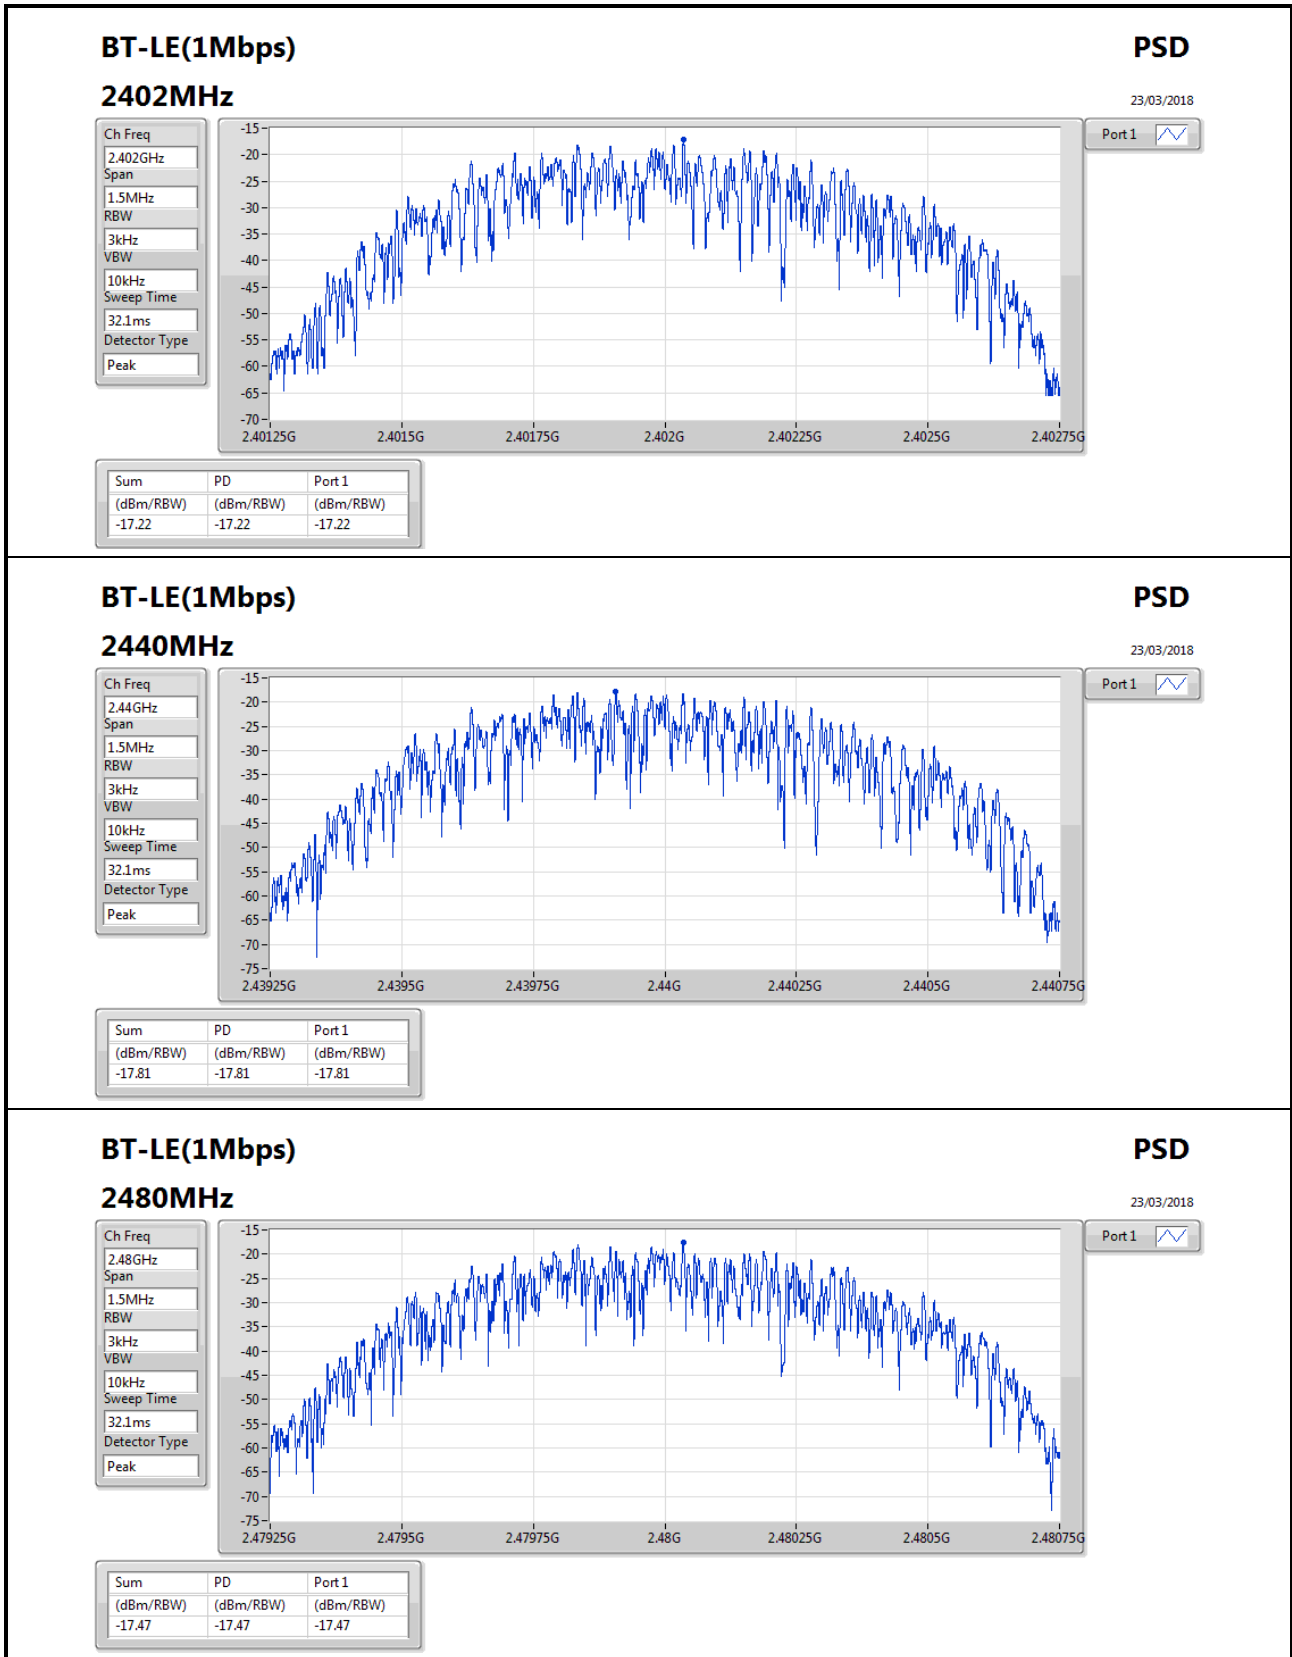 BT-LE(1Mbps)
PSD
2402MHz
23/03/2018
Ch Freq
2.402GHz
Span
1.5MHz
RBW
3kHz
VBW
10kHz
Sweep Time
32.1ms
Detector Type
Peak
-15
-20
-25
-30
-35
-40
-45
-50
-55
-60
-65
-70
2.40125G 2.4015G 2.40175G 2.402G 2.40225G 2.4025G 2.40275G
Port 1
Sum PD Port 1
(dBm/RBW) (dBm/RBW) (dBm/RBW)
-17.22 -17.22 -17.22
BT-LE(1Mbps)
PSD
2440MHz
23/03/2018
Ch Freq
2.44GHz
Span
1.5MHz
RBW
3kHz
VBW
10kHz
Sweep Time
32.1ms
Detector Type
Peak
-15
-20
-25
-30
-35
-40
-45
-50
-55
-60
-65
-70
-75
2.43925G 2.4395G 2.43975G 2.44G 2.44025G 2.4405G 2.44075G
Port 1
Sum PD Port 1
(dBm/RBW) (dBm/RBW) (dBm/RBW)
-17.81 -17.81 -17.81
BT-LE(1Mbps)
PSD
2480MHz
23/03/2018
Ch Freq
2.48GHz
Span
1.5MHz
RBW
3kHz
VBW
10kHz
Sweep Time
32.1ms
Detector Type
Peak
-15
-20
-25
-30
-35
-40
-45
-50
-55
-60
-65
-70
-75
2.47925G 2.4795G 2.47975G 2.48G 2.48025G 2.4805G 2.48075G
Port 1
Sum PD Port 1
(dBm/RBW) (dBm/RBW) (dBm/RBW)
-17.47 -17.47 -17.47